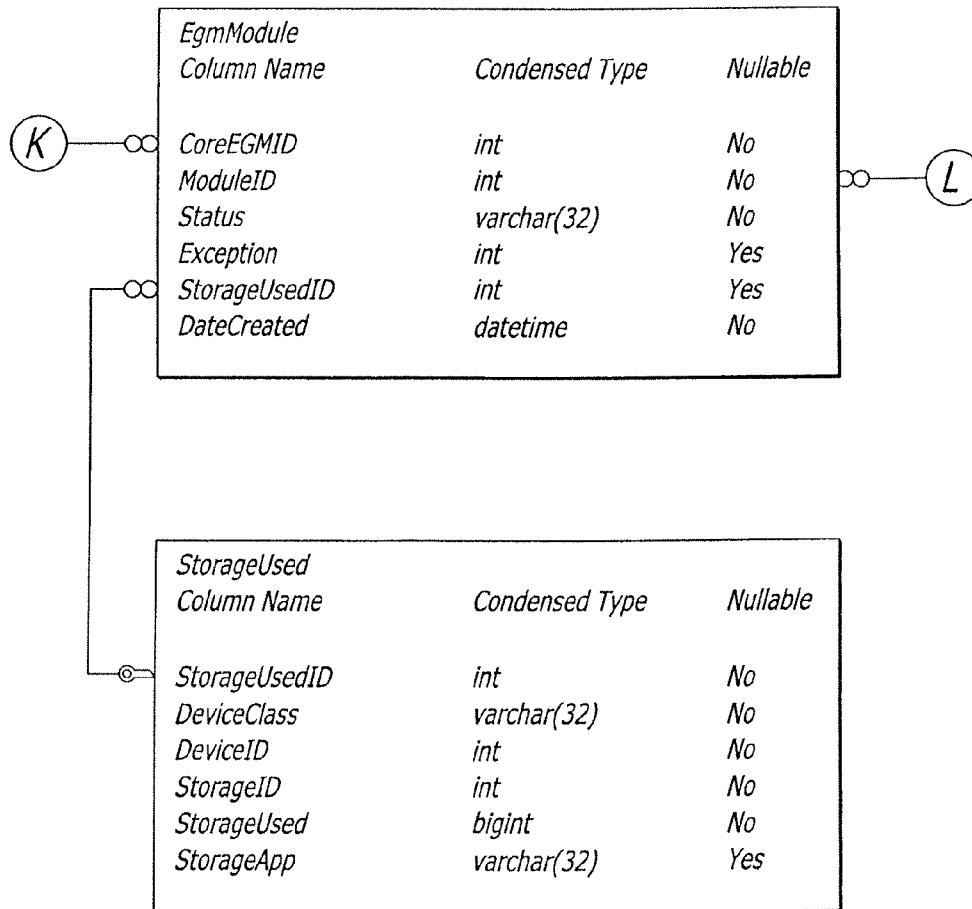 EgmModule
Column Name Condensed Type Nullable
K
CoreEGMID int No
ModuleID int No
L
Status varchar(32) No
Exception int Yes
StorageUsedID int Yes
DateCreated datetime No
StorageUsed
Column Name Condensed Type Nullable
StorageUsedID int No
DeviceClass varchar(32) No
DeviceID int No
StorageID int No
StorageUsed bigint No
StorageApp varchar(32) Yes